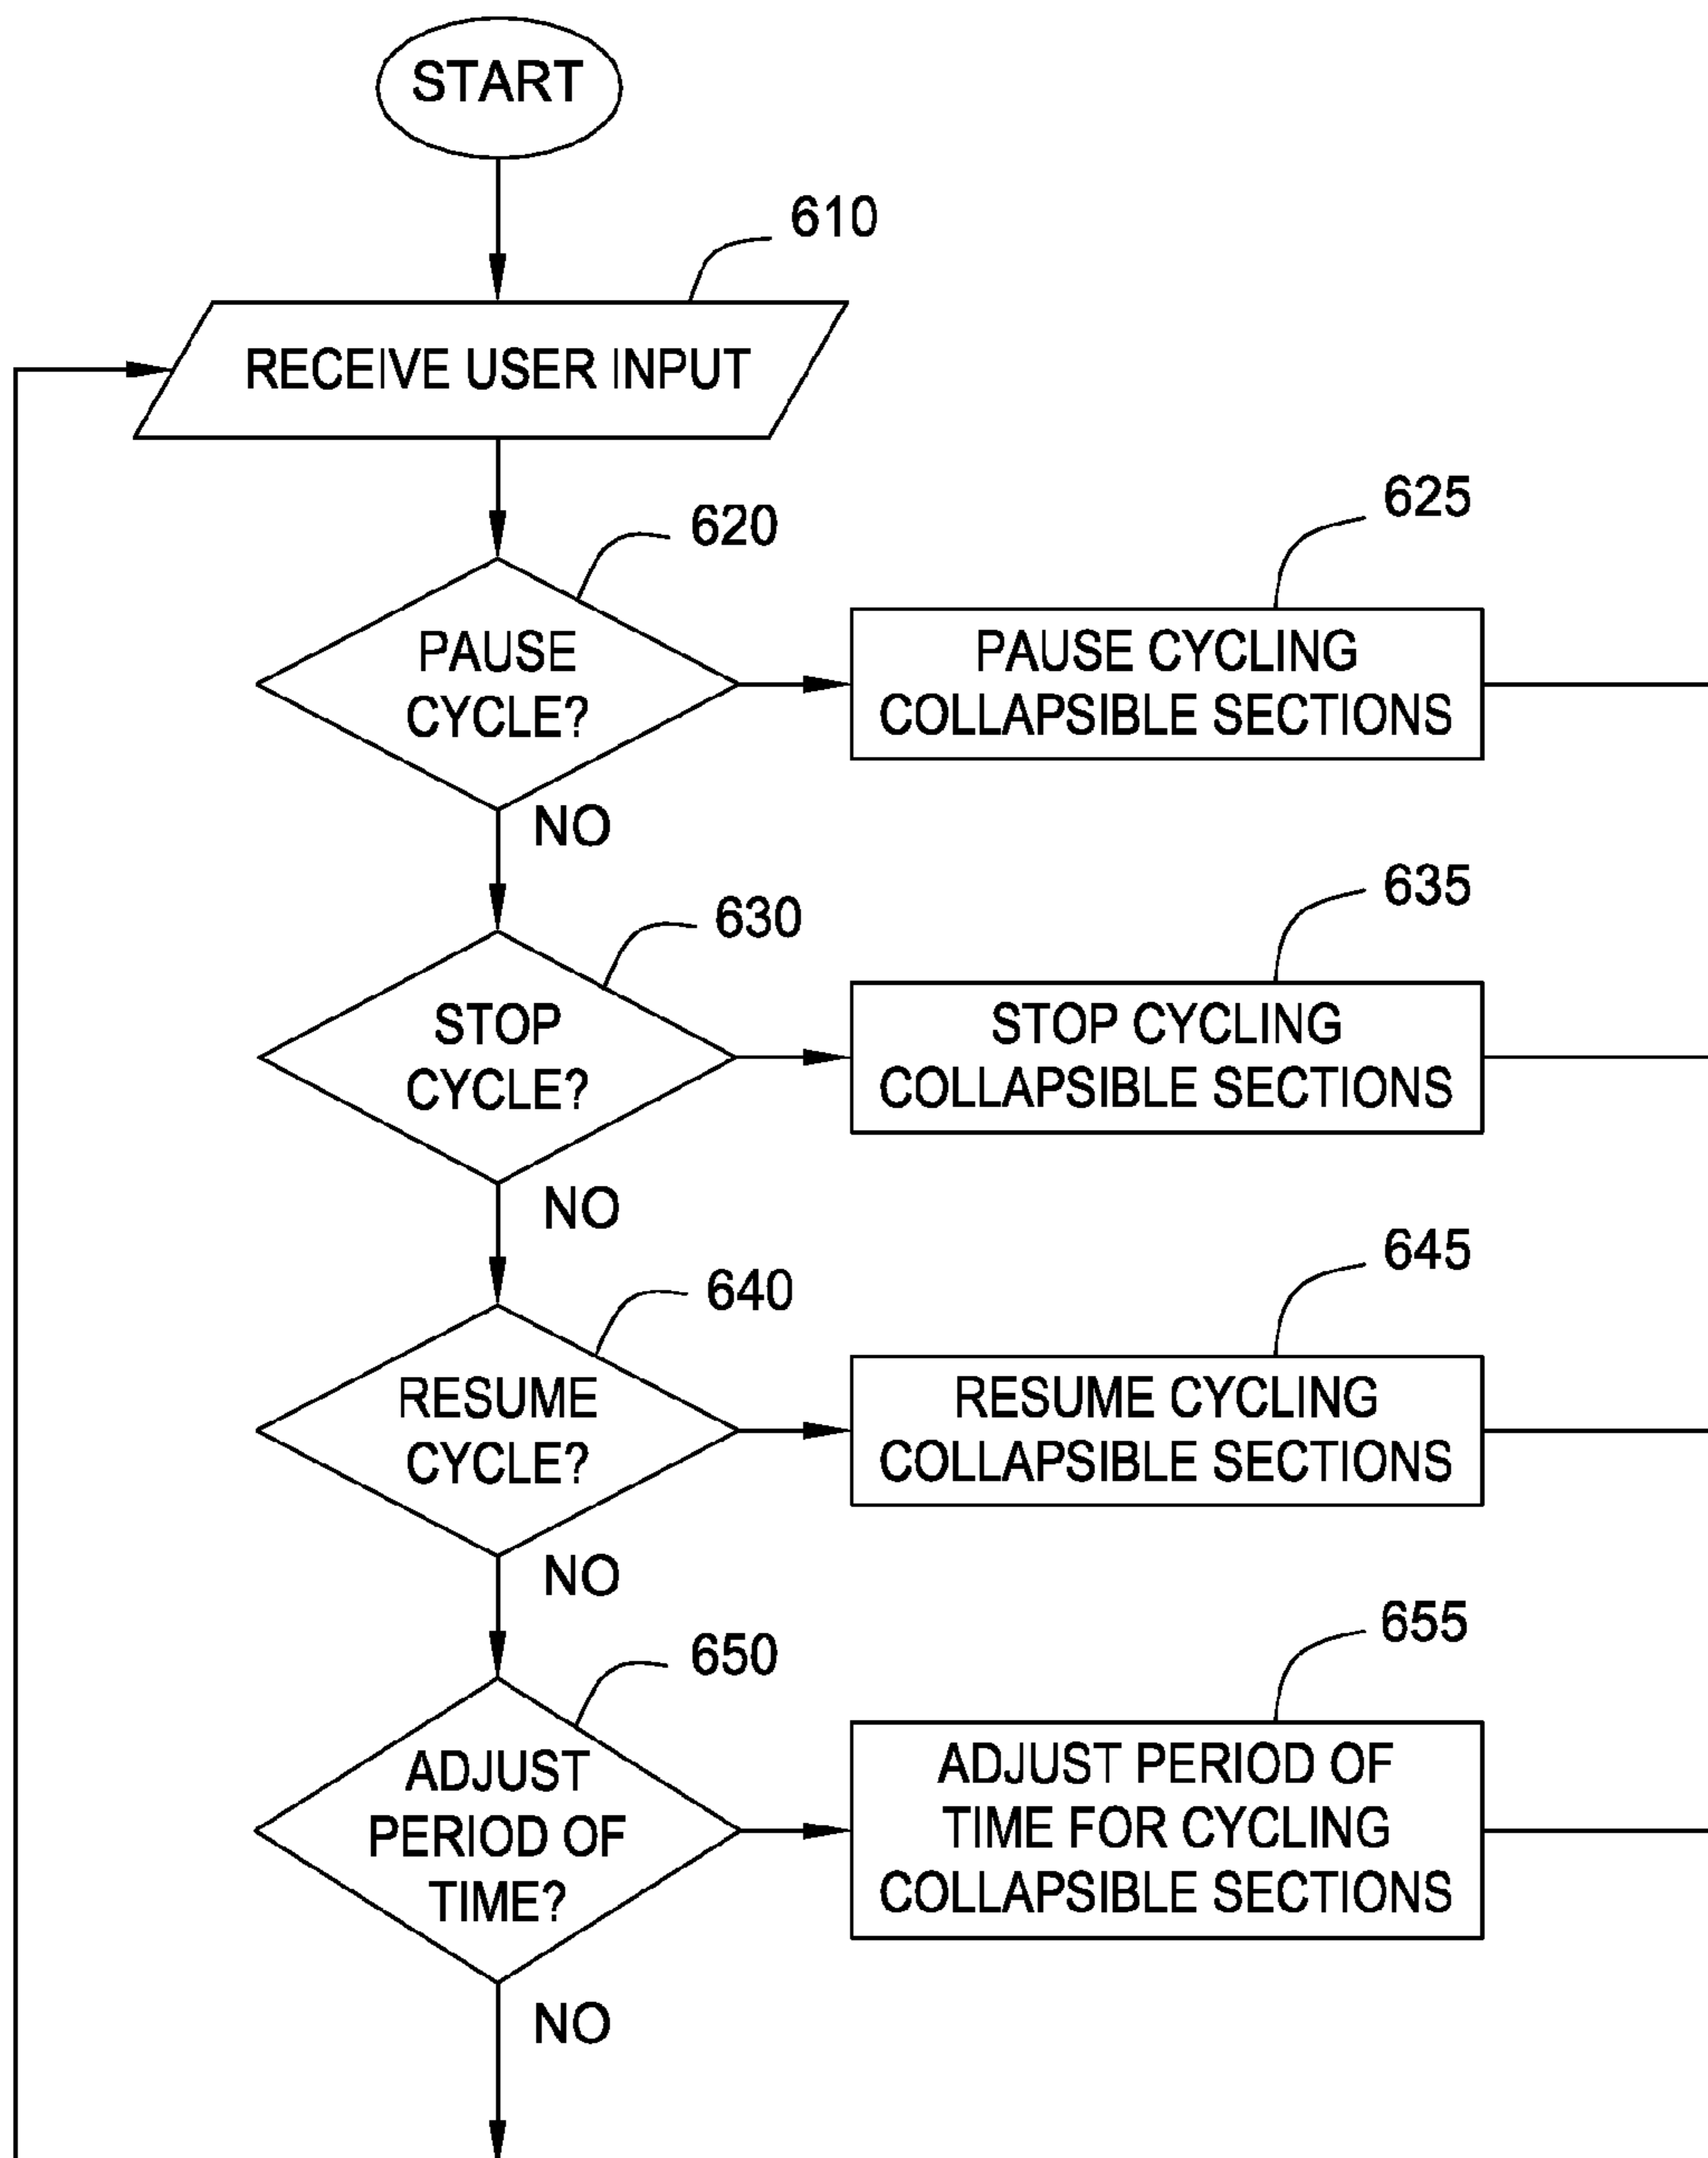 START
610
RECEIVE USER INPUT
620
PAUSE
CYCLE?
625
PAUSE CYCLING
COLLAPSIBLE SECTIONS
NO
630
STOP
CYCLE?
635
STOP CYCLING
COLLAPSIBLE SECTIONS
NO
640
RESUME
CYCLE?
645
RESUME CYCLING
COLLAPSIBLE SECTIONS
NO
650
ADJUST
PERIOD OF
TIME?
655
ADJUST PERIOD OF
TIME FOR CYCLING
COLLAPSIBLE SECTIONS
NO